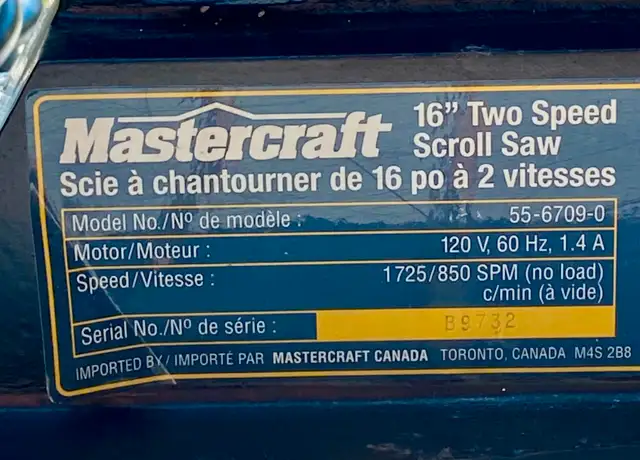 Mastercraft
16” Two Speed
Scroll Saw
Scie à chantourner de 16 po à 2 vitesses
Model No./Nº de modèle : 55-6709-0
Motor/Moteur : 120 V, 60 Hz, 1.4 A
Speed/Vitesse : 1725/850 SPM (no load)
c/min (à vide)
Serial No./Nº de série : B9732
IMPORTED BY/IMPORTÉ PAR MASTERCRAFT CANADA TORONTO, CANADA M4S 2B8